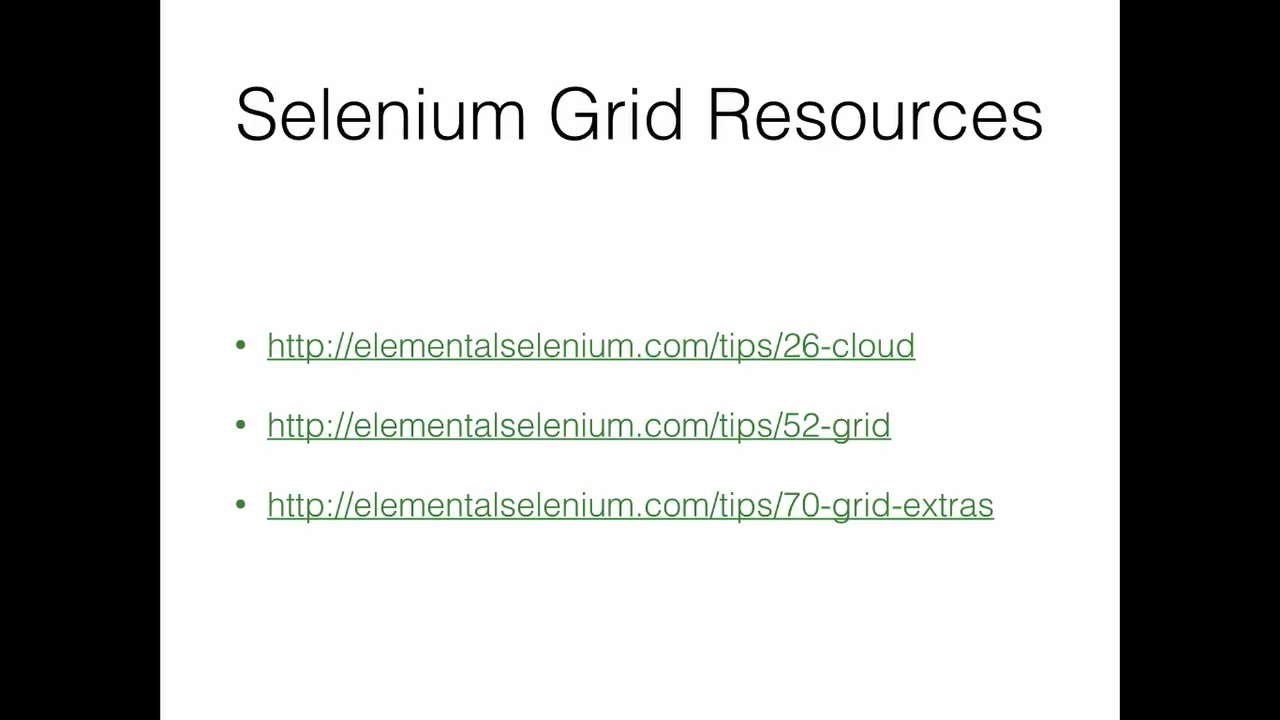 Selenium Grid Resources
• http://elementalselenium.com/tips/26-cloud
• http://elementalselenium.com/tips/52-grid
• http://elementalselenium.com/tips/70-grid-extras